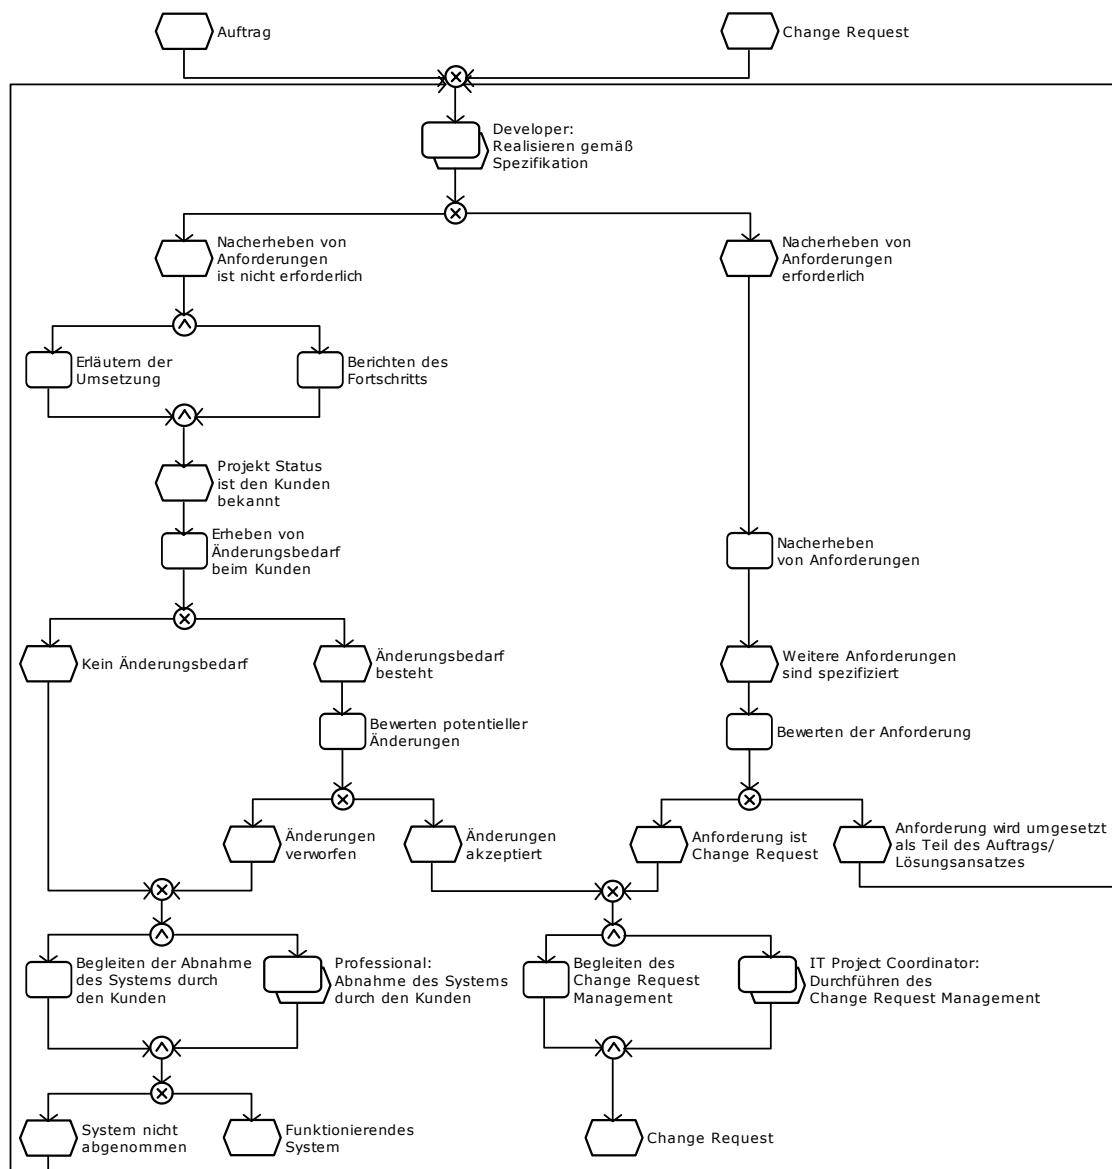 Auftrag
Change Request
Developer:
Realisieren gemäß
Spezifikation
Nacherheben von
Anforderungen
ist nicht erforderlich
Nacherheben von
Anforderungen
erforderlich
Erläutern der
Umsetzung
Berichten des
Fortschritts
Projekt Status
ist den Kunden
bekannt
Erheben von
Änderungsbedarf
beim Kunden
Nacherheben
von Anforderungen
Kein Änderungsbedarf
Änderungsbedarf
besteht
Weitere Anforderungen
sind spezifiziert
Bewerten potentieller
Änderungen
Bewerten der Anforderung
Änderungen
verworfen
Änderungen
akzeptiert
Anforderung ist
Change Request
Anforderung wird umgesetzt
als Teil des Auftrags/
Lösungsansatzes
Begleiten der Abnahme
des Systems durch
den Kunden
Professional:
Abnahme des Systems
durch den Kunden
Begleiten des
Change Request
Management
IT Project Coordinator:
Durchführen des
Change Request Management
System nicht
abgenommen
Funktionierendes
System
Change Request